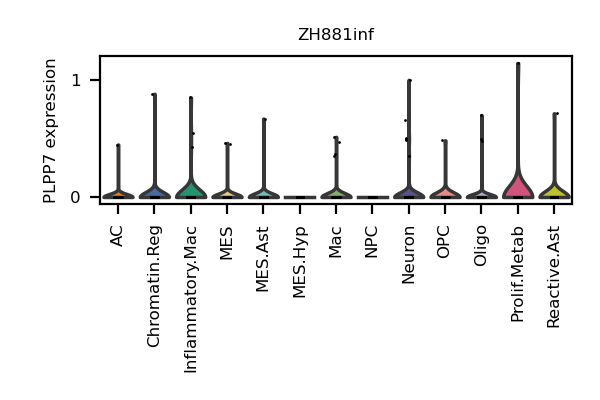 ZH881inf
PLPP7 expression
1
0
AC
Chromatin.Reg
Inflammatory.Mac
MES
MES.Ast
MES.Hyp
Mac
NPC
Neuron
OPC
Oligo
Prolif.Metab
Reactive.Ast